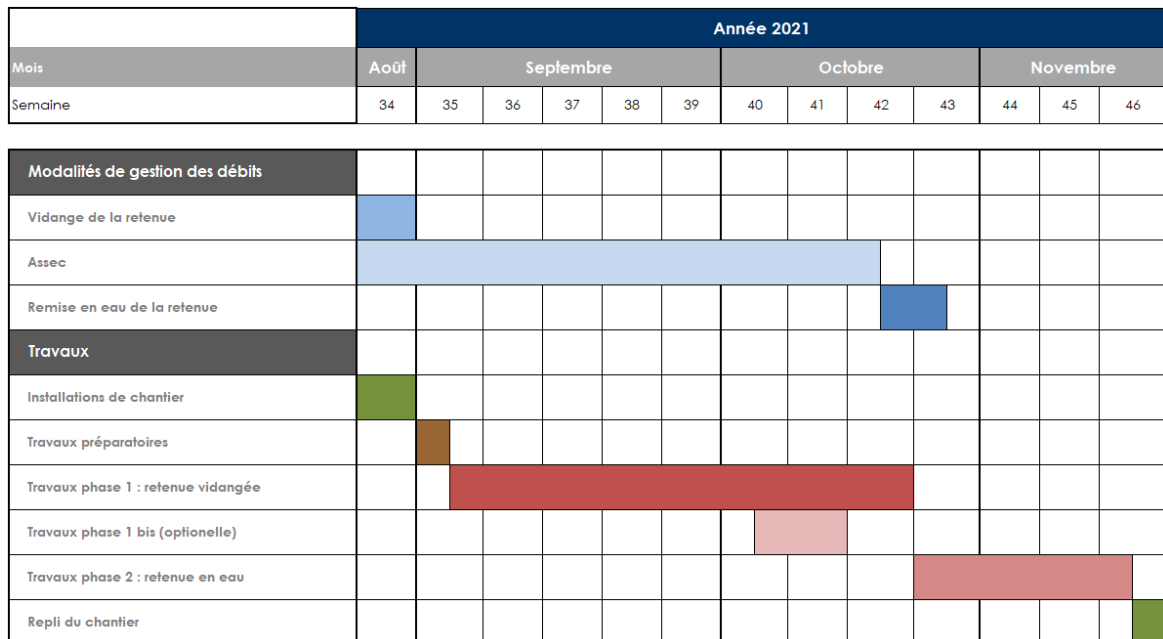 Année 2021
Mois Août Septembre Octobre Novembre
Semaine 34 35 36 37 38 39 40 41 42 43 44 45 46
Modalités de gestion des débits
Vidange de la retenue
Assec
Remise en eau de la retenue
Travaux
Installations de chantier
Travaux préparatoires
Travaux phase 1 : retenue vidangée
Travaux phase 1 bis (optionelle)
Travaux phase 2 : retenue en eau
Repli du chantier